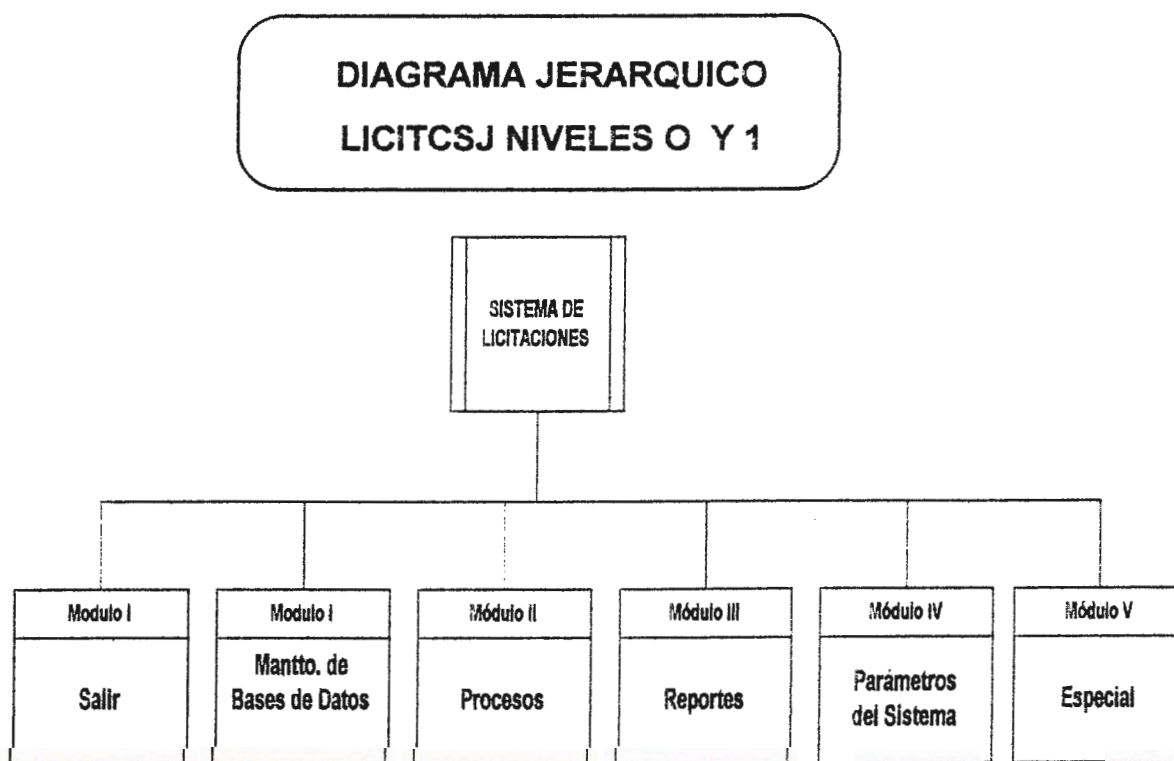 DIAGRAMA JERARQUICO
LICITCSJ NIVELES O Y 1
SISTEMA DE
LICITACIONES
Modulo I
Salir
Modulo I
Mantto. de
Bases de Datos
Módulo II
Procesos
Módulo III
Reportes
Módulo IV
Parámetros
del Sistema
Módulo V
Especial